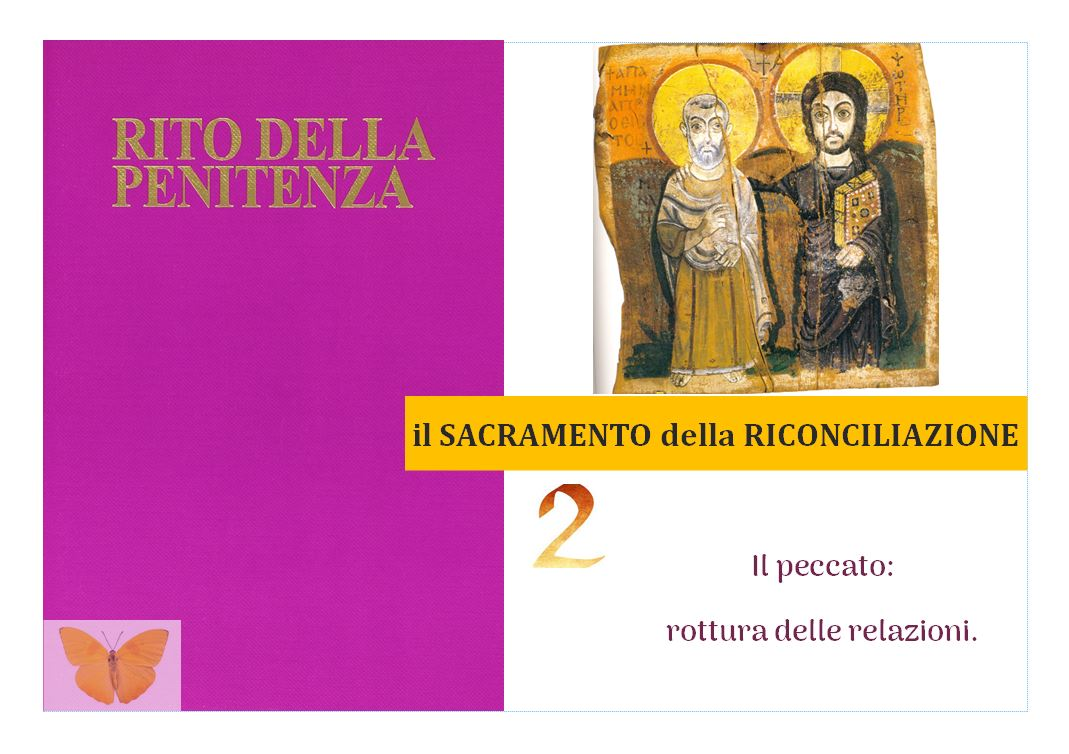 RITO DELLA
PENITENZA
il SACRAMENTO della RICONCILIAZIONE
2
Il peccato:
rottura delle relazioni.